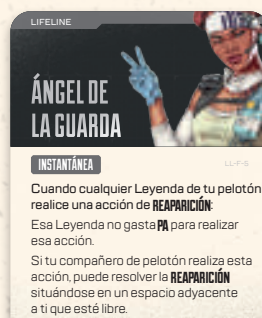 LIFELINE
ÁNGEL DE
LA GUARDA
INSTANTÁNEA
LL-F-S
Cuando cualquier Leyenda de tu pelotón
realice una acción de REAPARICIÓN:
Esa Leyenda no gasta PA para realizar
esa acción.
Si tu compañero de pelotón realiza esta
acción, puede resolver la REAPARICIÓN
situándose en un espacio adyacente
a ti que esté libre.